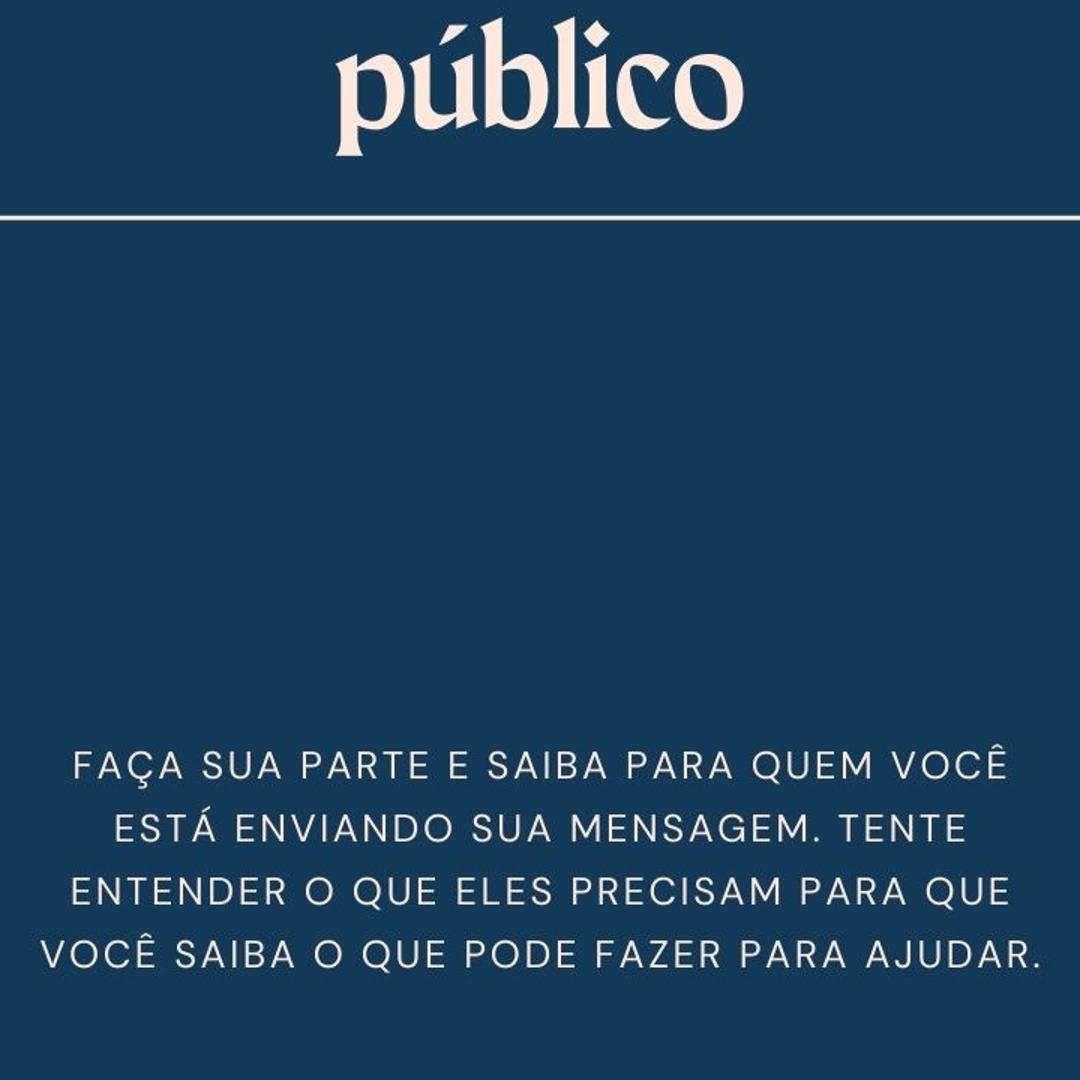 público
FAÇA SUA PARTE E SAIBA PARA QUEM VOCÊ
ESTÁ ENVIANDO SUA MENSAGEM. TENTE
ENTENDER O QUE ELES PRECISAM PARA QUE
VOCÊ SAIBA O QUE PODE FAZER PARA AJUDAR.